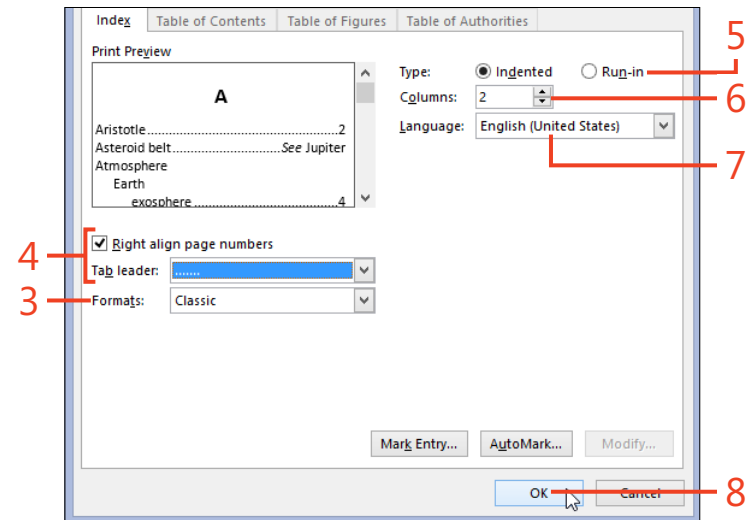 Index Table of Contents Table of Figures Table of Authorities
5
Print Preview
Type: Indented Run-in
A
Columns: 2
6
Aristotle..................................................2
Language: English (United States)
Asteroid belt............................See Jupiter
Atmosphere
7
Earth
exosphere......................................4
4
Right align page numbers
Tab leader: .......
3
Formats: Classic
Mark Entry... AutoMark... Modify...
OK Cancel
8